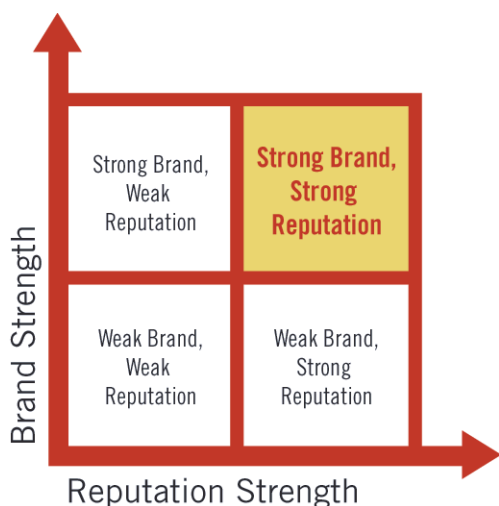 Strong Brand,
Weak
Reputation
Strong Brand,
Strong
Reputation
Weak Brand,
Weak
Reputation
Weak Brand,
Strong
Reputation
Brand Strength
Reputation Strength